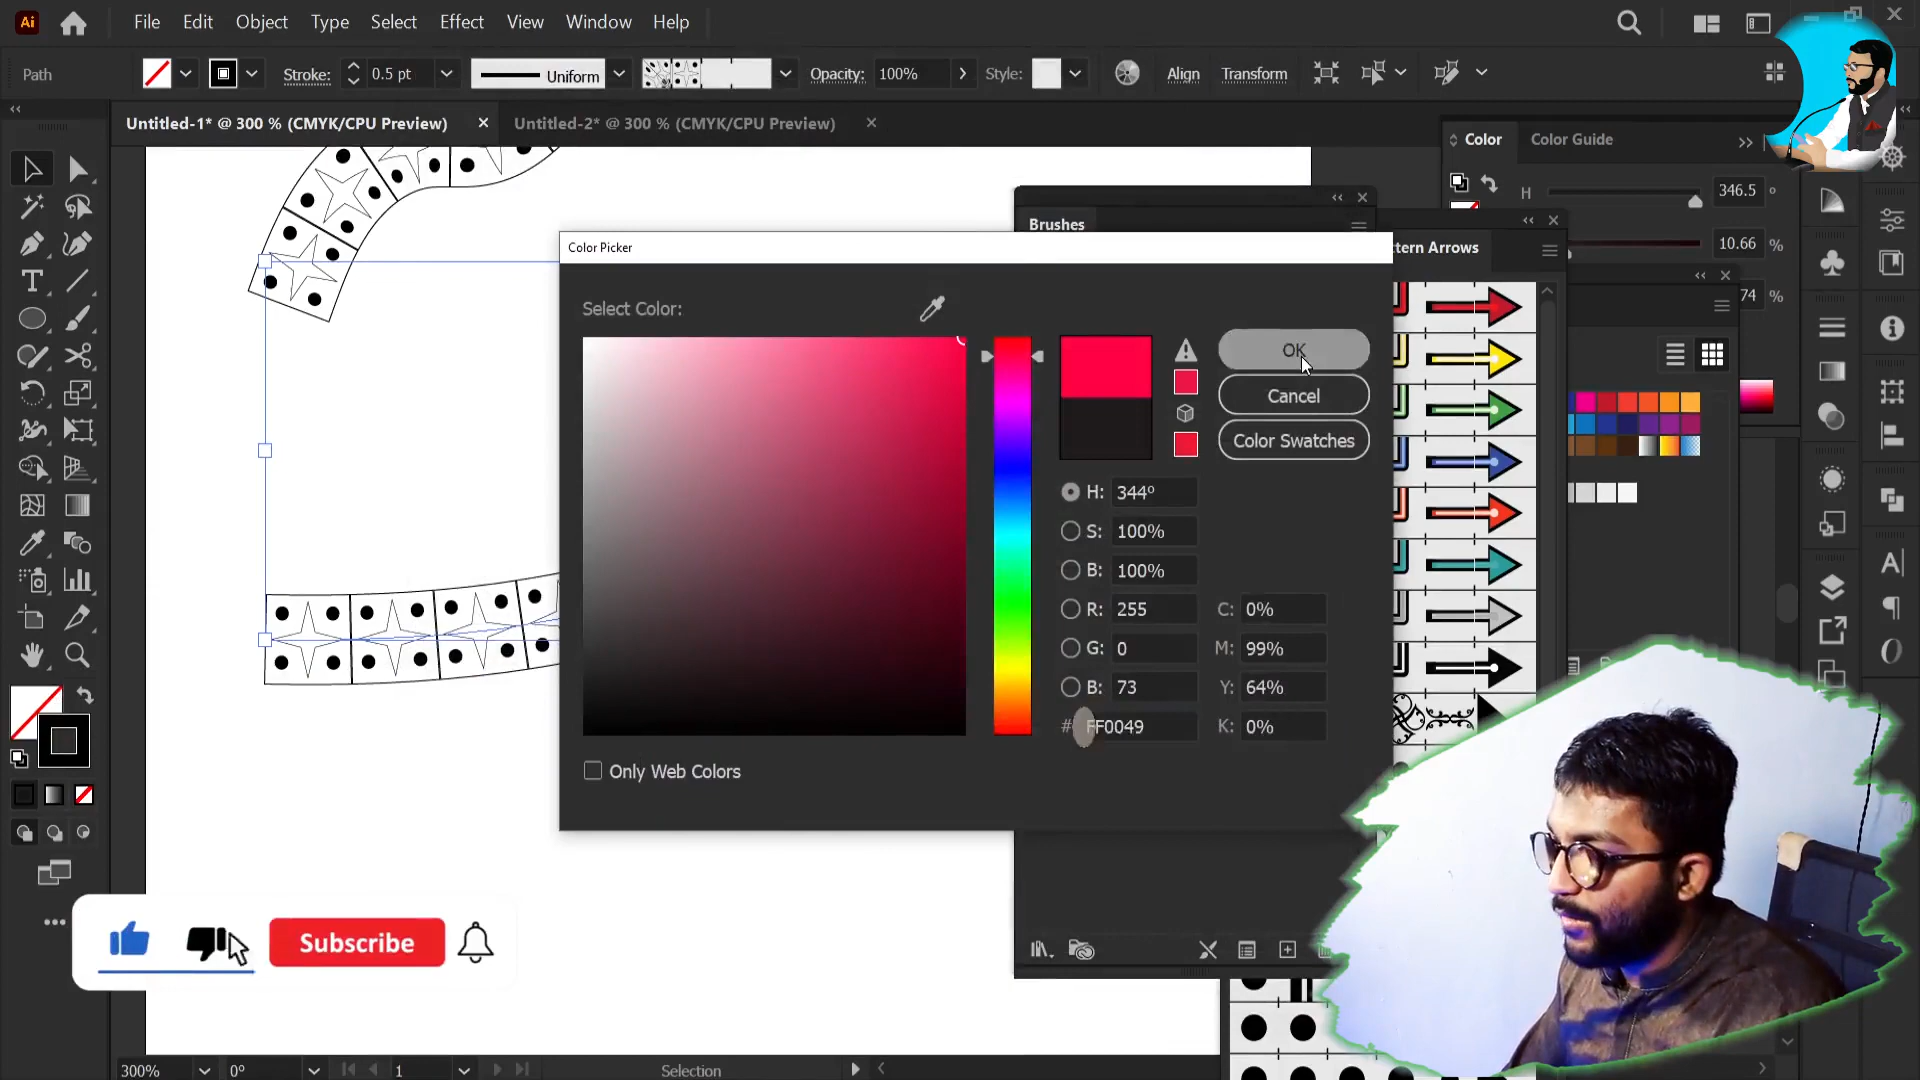 Ai File Edit Object Type Select Effect View Window Help
Path Stroke: 0.5 pt Uniform Opacity: 100% Style: Align Transform
Untitled-1* @ 300 % (CMYK/CPU Preview) Untitled-2* @ 300 % (CMYK/CPU Preview)
Color Color Guide
H 346.5 °
10.66 %
74 %
Brushes
ttern Arrows
Color Picker
Select Color:
OK
Cancel
Color Swatches
H: 344°
S: 100%
B: 100%
R: 255 C: 0%
G: 0 M: 99%
B: 73 Y: 64%
# FF0049 K: 0%
Only Web Colors
Subscribe
300% 0° 1 Selection